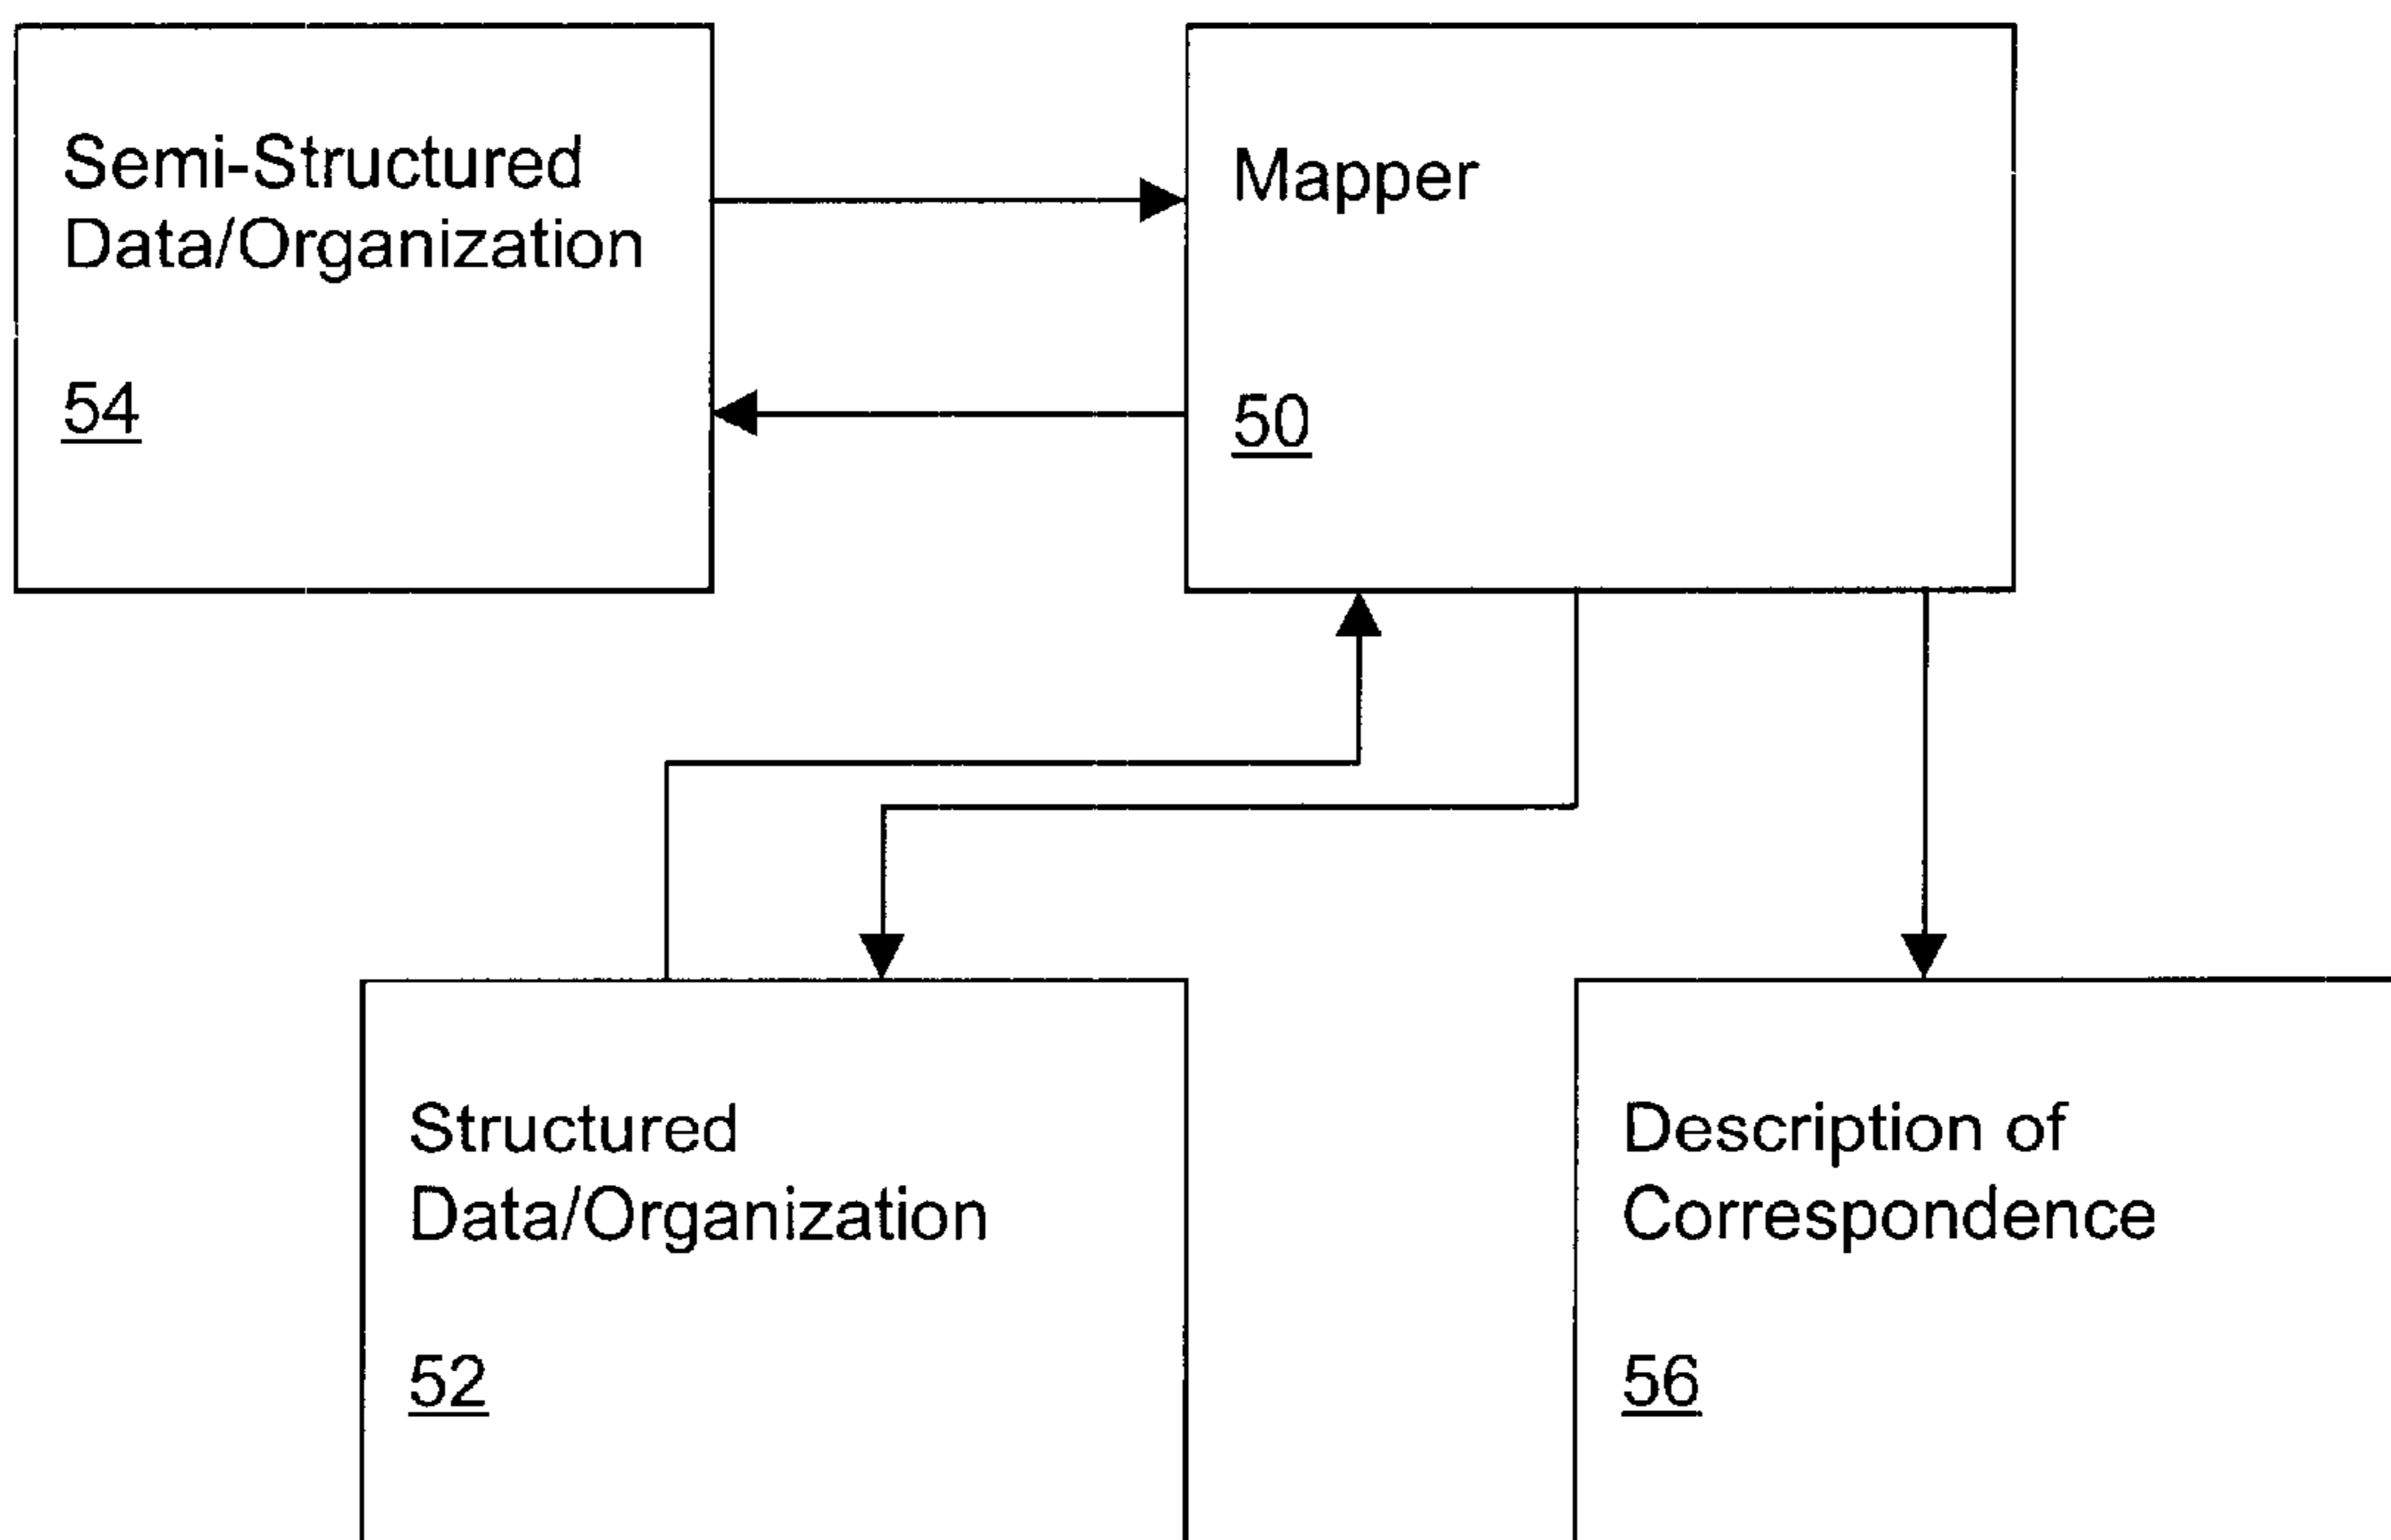 Semi-Structured
Data/Organization
54
Mapper
50
Structured
Data/Organization
52
Description of
Correspondence
56